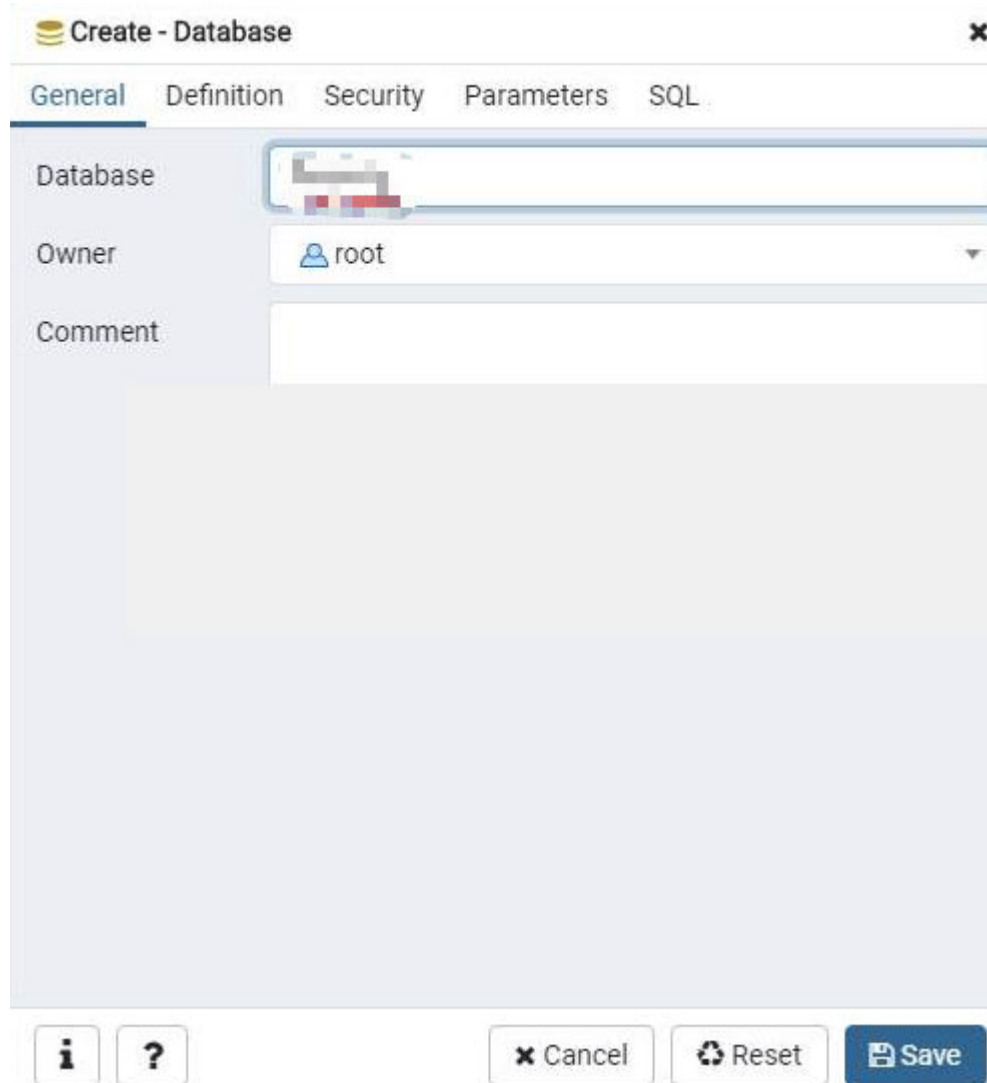 Create - Database
General Definition Security Parameters SQL
Database
Owner root
Comment
i ? Cancel Reset Save